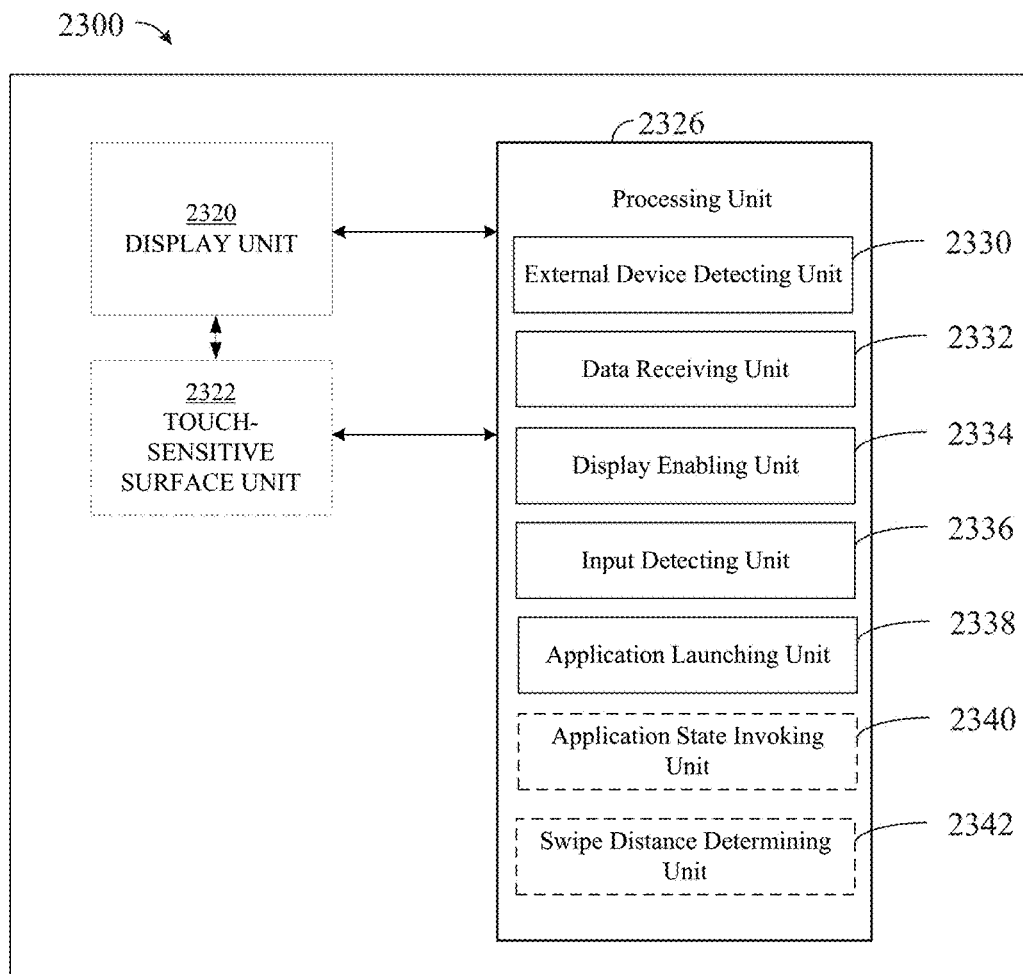 2300
2320
DISPLAY UNIT
2322
TOUCH-
SENSITIVE
SURFACE UNIT
2326
Processing Unit
External Device Detecting Unit
2330
Data Receiving Unit
2332
Display Enabling Unit
2334
Input Detecting Unit
2336
Application Launching Unit
2338
Application State Invoking
Unit
2340
Swipe Distance Determining
Unit
2342